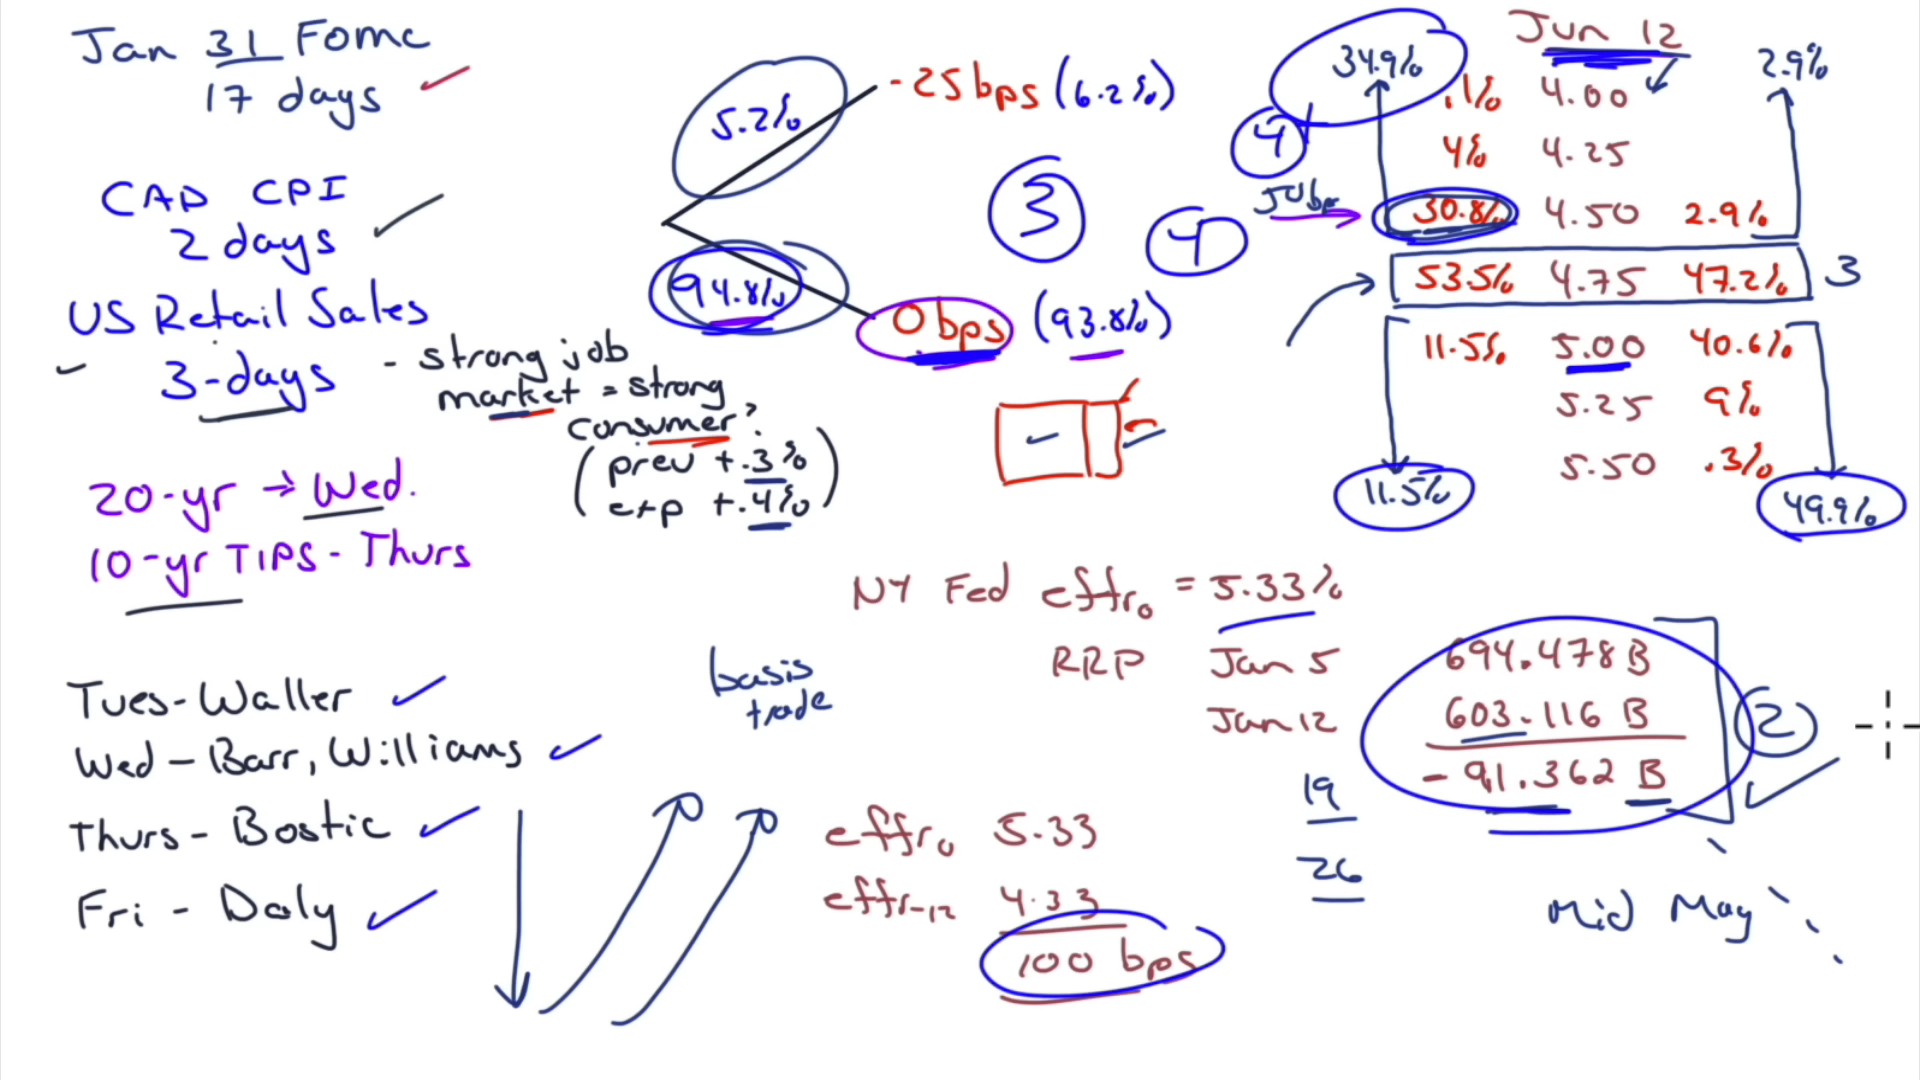 Jan 31 Fomc
17 days
CAD CPI
2 days
US Retail Sales
3-days
- strong job
market = strong
consumer?
(prev +.3%
exp +.4%)
20-yr → Wed.
10-yr TIPS - Thurs
Tues - Waller
Wed - Barr, Williams
Thurs - Bostic
Fri - Daly
5.2%
-25 bps (6.2%)
94.8%
0 bps (93.8%)
3
4
basis
trade
Jun 12
34.9%
2.9%
4
.1% 4.00
4% 4.25
30.8% 4.50 2.9%
53.5% 4.75 47.2% 3
11.5% 5.00 40.6%
5.25 9%
5.50 .3%
11.5%
49.9%
NY Fed effr₀ = 5.33%
RRP Jan 5 694.478 B
Jan 12 603.116 B
-91.362 B
2
effr₀ 5.33
effr₋₁₂ 4.33
100 bps
19
26
Mid May